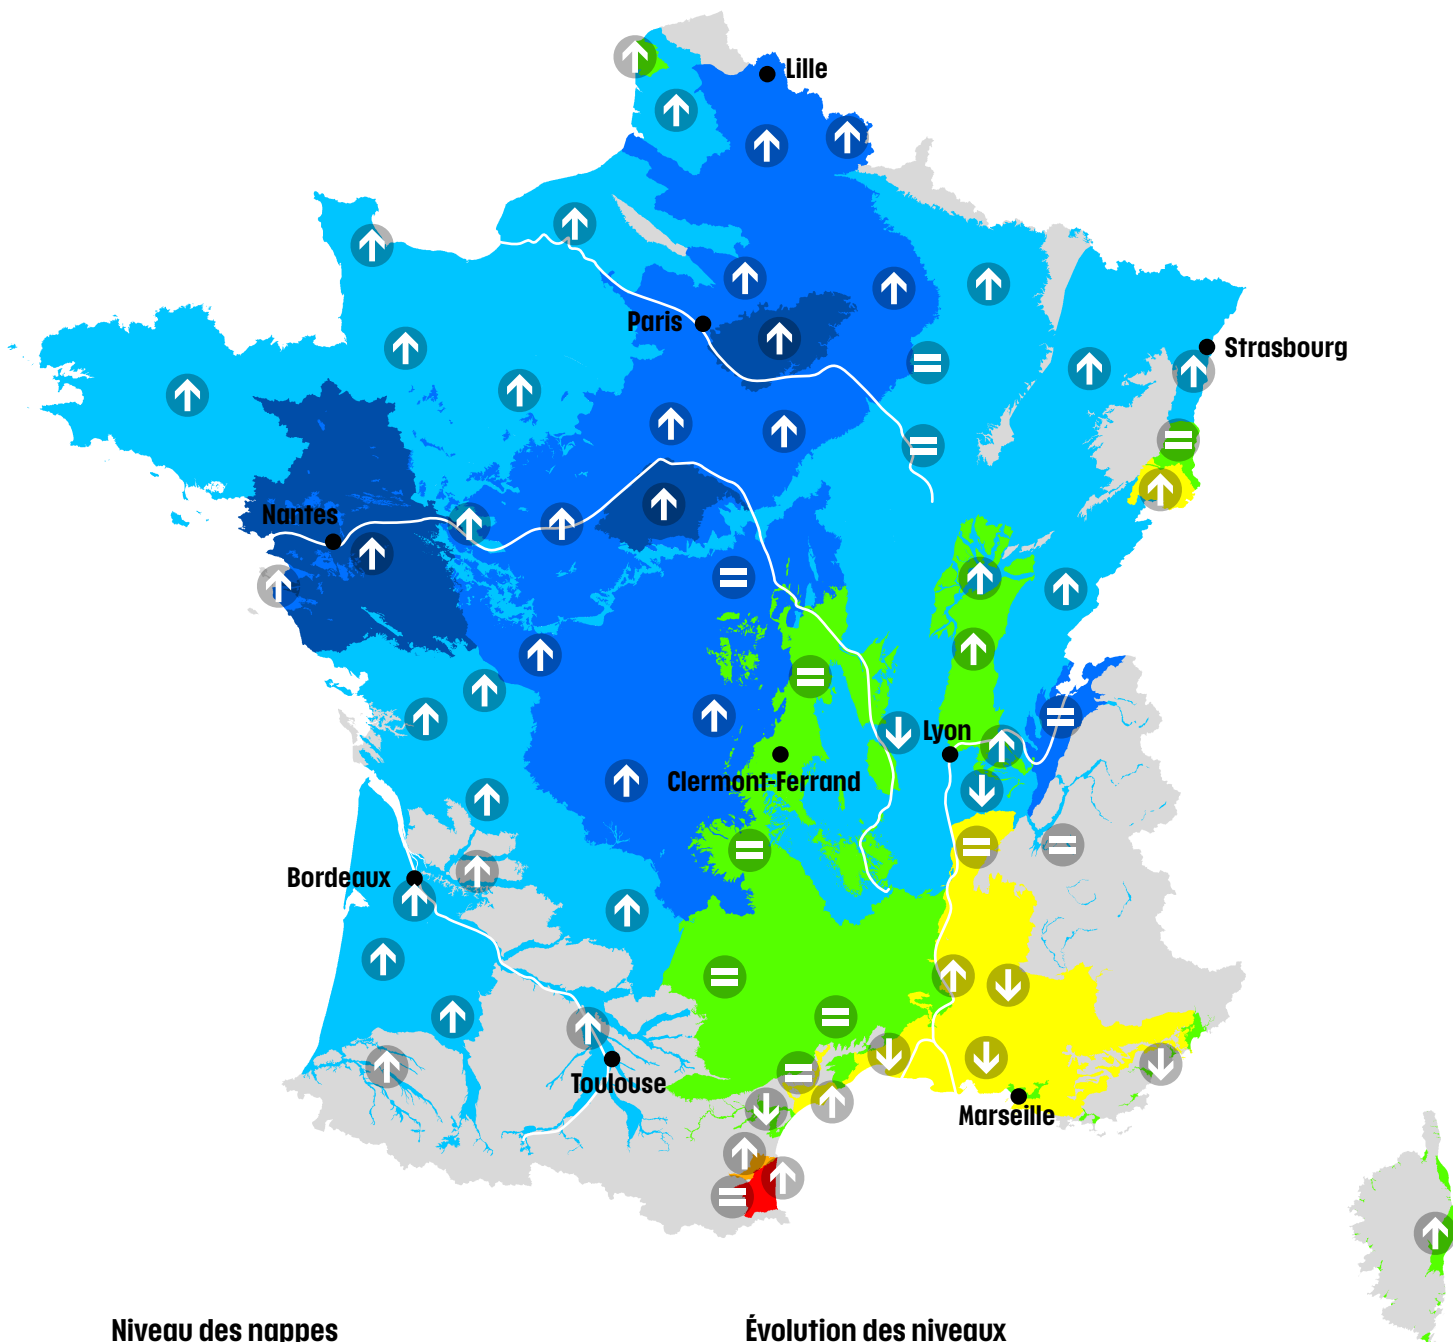 Lille
Paris
Strasbourg
Nantes
Lyon
Clermont-Ferrand
Bordeaux
Toulouse
Marseille
Niveau des nappes
Évolution des niveaux